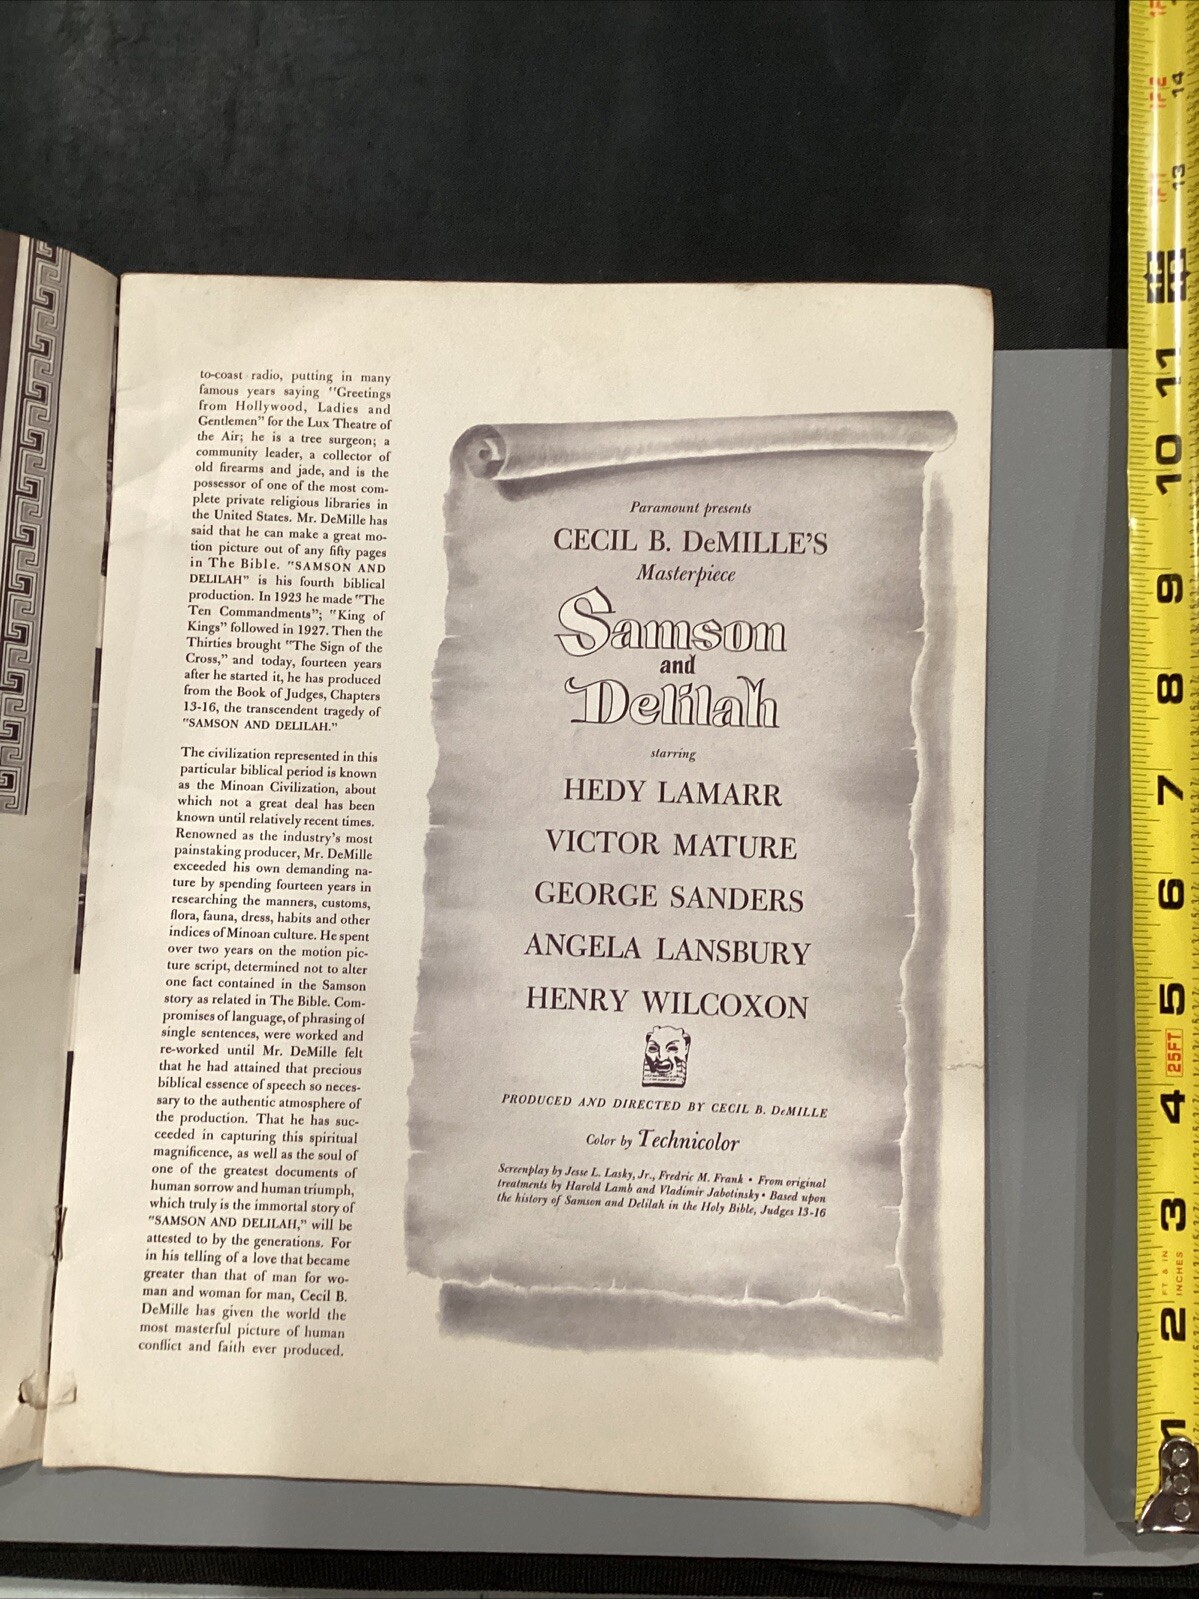 to-coast radio, putting in many
famous years saying "Greetings
from Hollywood, Ladies and
Gentlemen" for the Lux Theatre of
the Air; he is a tree surgeon; a
community leader, a collector of
old firearms and jade, and is the
possessor of one of the most com-
plete private religious libraries in
the United States. Mr. DeMille has
said that he can make a great mo-
tion picture out of any fifty pages
in The Bible. "SAMSON AND
DELILAH" is his fourth biblical
production. In 1923 he made "The
Ten Commandments"; "King of
Kings" followed in 1927. Then the
Thirties brought "The Sign of the
Cross," and today, fourteen years
after he started it, he has produced
from the Book of Judges, Chapters
13-16, the transcendent tragedy of
"SAMSON AND DELILAH."
The civilization represented in this
particular biblical period is known
as the Minoan Civilization, about
which not a great deal has been
known until relatively recent times.
Renowned as the industry's most
painstaking producer, Mr. DeMille
exceeded his own demanding na-
ture by spending fourteen years in
researching the manners, customs,
flora, fauna, dress, habits and other
indices of Minoan culture. He spent
over two years on the motion pic-
ture script, determined not to alter
one fact contained in the Samson
story as related in The Bible. Com-
promises of language, of phrasing of
single sentences, were worked and
re-worked until Mr. DeMille felt
that he had attained that precious
biblical essence of speech so neces-
sary to the authentic atmosphere of
the production. That he has suc-
ceeded in capturing this spiritual
magnificence, as well as the soul of
one of the greatest documents of
human sorrow and human triumph,
which truly is the immortal story of
"SAMSON AND DELILAH," will be
attested to by the generations. For
in his telling of a love that became
greater than that of man for wo-
man and woman for man, Cecil B.
DeMille has given the world the
most masterful picture of human
conflict and faith ever produced.
Paramount presents
CECIL B. DeMILLE'S
Masterpiece
Samson
and
Delilah
starring
HEDY LAMARR
VICTOR MATURE
GEORGE SANDERS
ANGELA LANSBURY
HENRY WILCOXON
PRODUCED AND DIRECTED BY CECIL B. DeMILLE
Color by Technicolor
Screenplay by Jesse L. Lasky, Jr., Fredric M. Frank • From original
treatments by Harold Lamb and Vladimir Jabotinsky • Based upon
the history of Samson and Delilah in the Holy Bible, Judges 13-16
14
13
11
10
9
8
7
6
5
25FT
4
3
FT & IN
INCHES
2
1